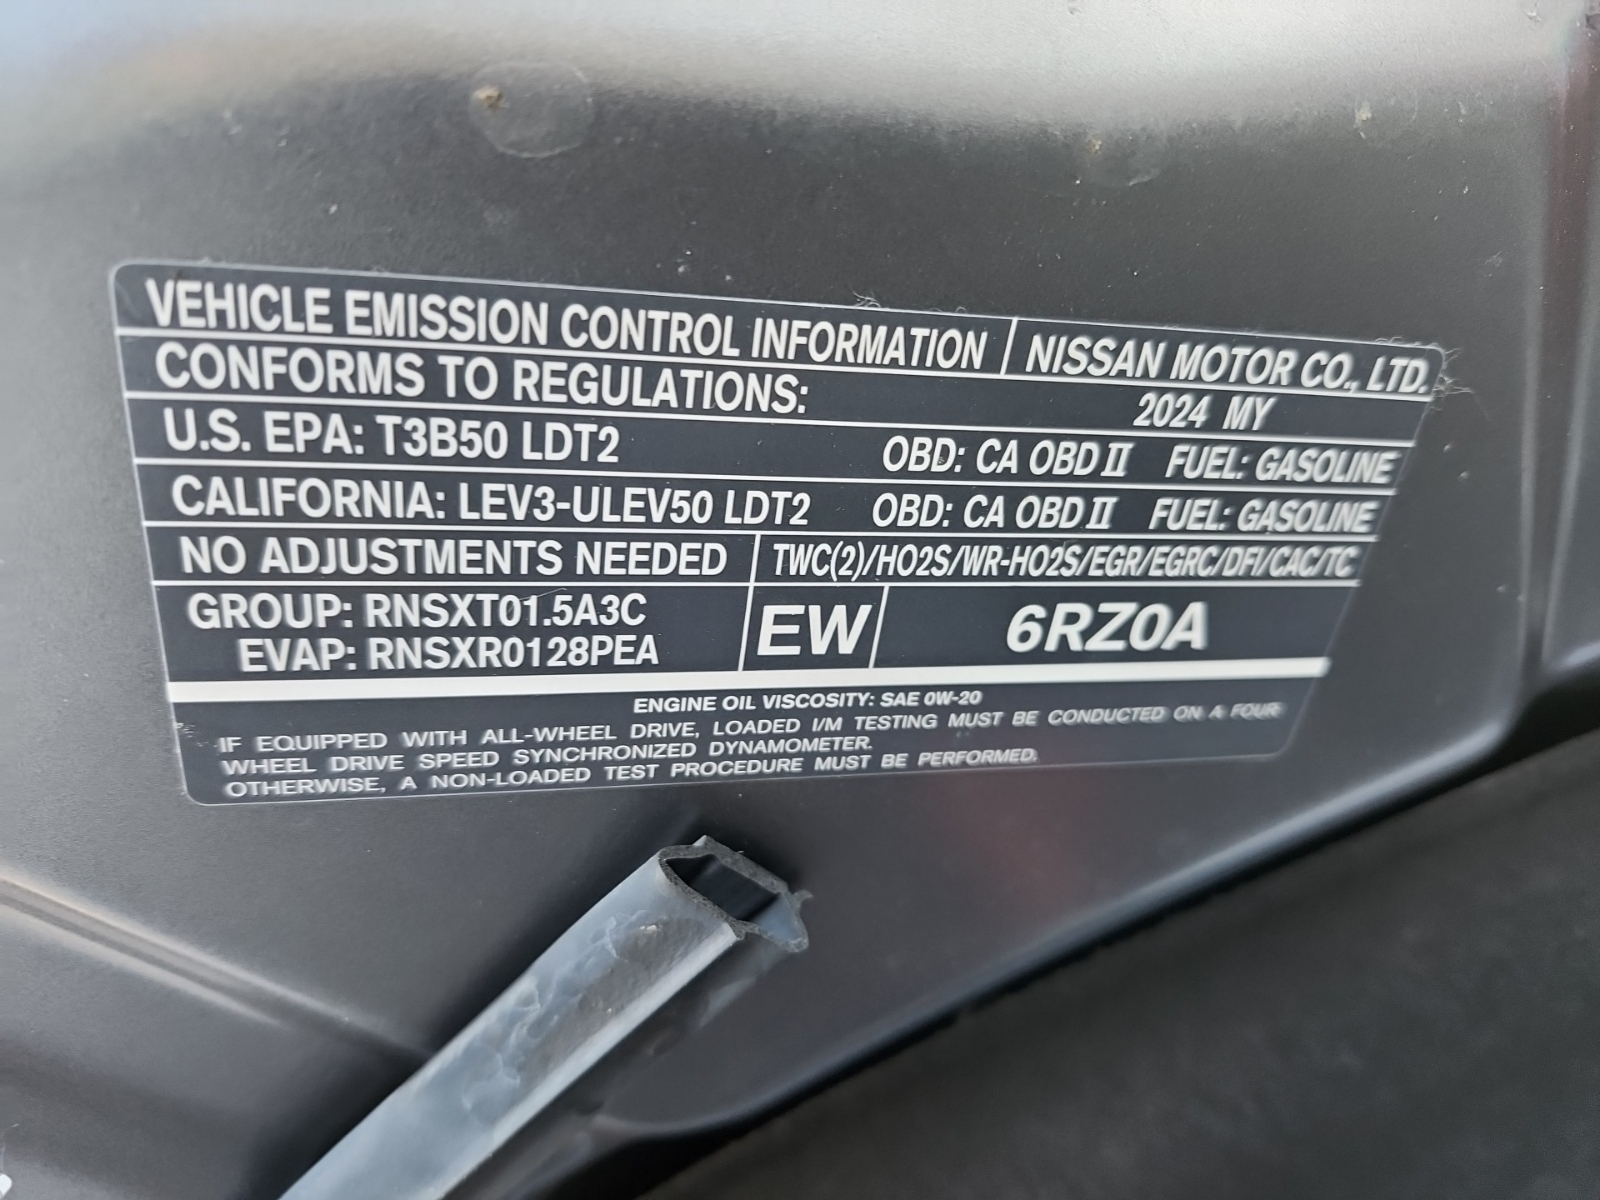 VEHICLE EMISSION CONTROL INFORMATION NISSAN MOTOR CO., LTD.
CONFORMS TO REGULATIONS: 2024 MY
U.S. EPA: T3B50 LDT2 OBD: CA OBD II FUEL: GASOLINE
CALIFORNIA: LEV3-ULEV50 LDT2 OBD: CA OBD II FUEL: GASOLINE
NO ADJUSTMENTS NEEDED TWC(2)/HO2S/WR-HO2S/EGR/EGRC/DFI/CAC/TC
GROUP: RNSXT01.5A3C
EVAP: RNSXR0128PEA
EW 6RZ0A
ENGINE OIL VISCOSITY: SAE 0W-20
IF EQUIPPED WITH ALL-WHEEL DRIVE, LOADED I/M TESTING MUST BE CONDUCTED ON A FOUR
WHEEL DRIVE SPEED SYNCHRONIZED DYNAMOMETER.
OTHERWISE, A NON-LOADED TEST PROCEDURE MUST BE PERFORMED.